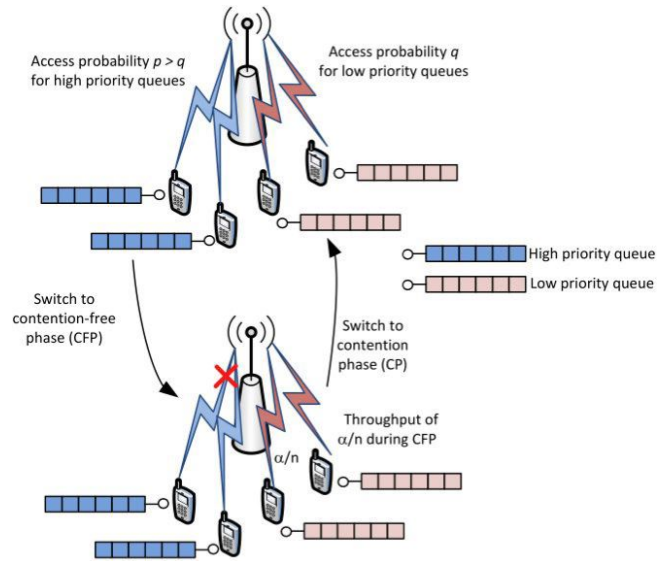 Access probability p > q
for high priority queues
Access probability q
for low priority queues
High priority queue
Low priority queue
Switch to
contention-free
phase (CFP)
Switch to
contention
phase (CP)
Throughput of
α/n during CFP
α/n